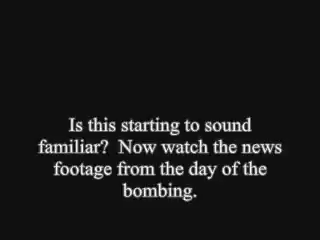 Is this starting to sound
familiar?  Now watch the news
footage from the day of the
bombing.